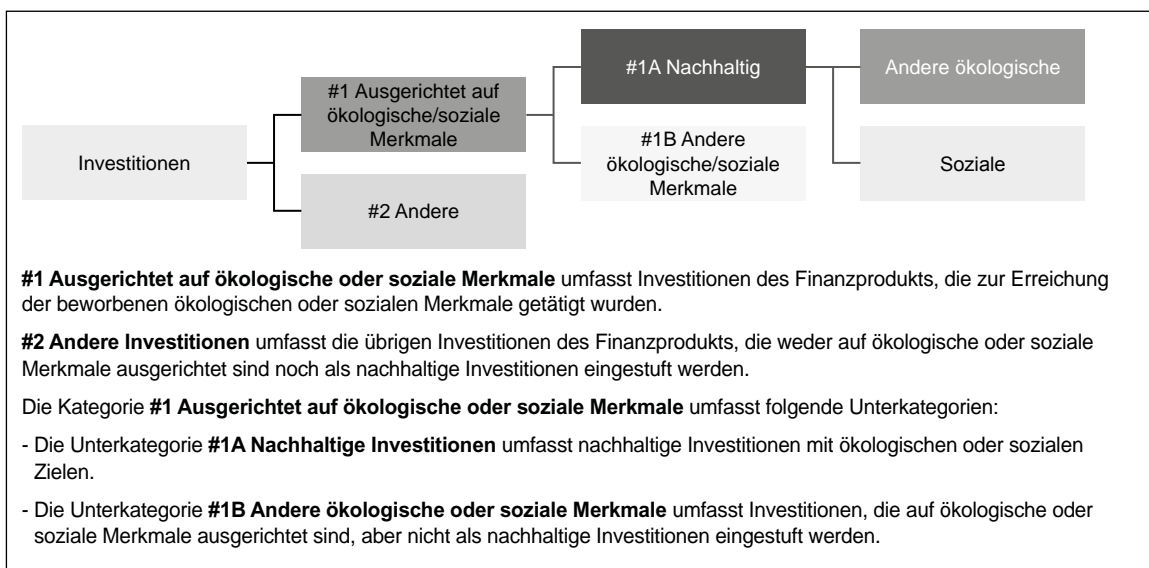 Investitionen
#1 Ausgerichtet auf
ökologische/soziale
Merkmale
#2 Andere
#1A Nachhaltig
#1B Andere
ökologische/soziale
Merkmale
Andere ökologische
Soziale
#1 Ausgerichtet auf ökologische oder soziale Merkmale umfasst Investitionen des Finanzprodukts, die zur Erreichung
der beworbenen ökologischen oder sozialen Merkmale getätigt wurden.
#2 Andere Investitionen umfasst die übrigen Investitionen des Finanzprodukts, die weder auf ökologische oder soziale
Merkmale ausgerichtet sind noch als nachhaltige Investitionen eingestuft werden.
Die Kategorie #1 Ausgerichtet auf ökologische oder soziale Merkmale umfasst folgende Unterkategorien:
- Die Unterkategorie #1A Nachhaltige Investitionen umfasst nachhaltige Investitionen mit ökologischen oder sozialen
Zielen.
- Die Unterkategorie #1B Andere ökologische oder soziale Merkmale umfasst Investitionen, die auf ökologische oder
soziale Merkmale ausgerichtet sind, aber nicht als nachhaltige Investitionen eingestuft werden.